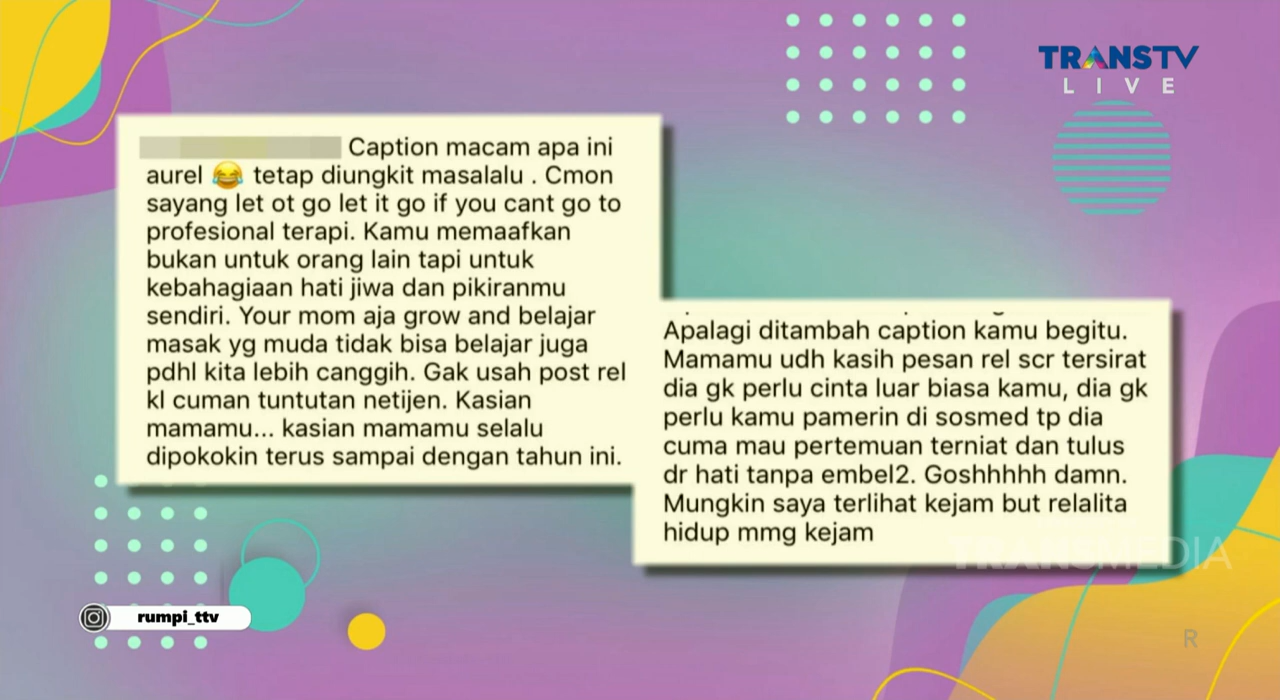 TRANSTV
LIVE
Caption macam apa ini
aurel 😂 tetap diungkit masalalu . Cmon
sayang let ot go let it go if you cant go to
profesional terapi. Kamu memaafkan
bukan untuk orang lain tapi untuk
kebahagiaan hati jiwa dan pikiranmu
sendiri. Your mom aja grow and belajar
masak yg muda tidak bisa belajar juga
pdhl kita lebih canggih. Gak usah post rel
kl cuman tuntutan netijen. Kasian
mamamu... kasian mamamu selalu
dipokokin terus sampai dengan tahun ini.
Apalagi ditambah caption kamu begitu.
Mamamu udh kasih pesan rel scr tersirat
dia gk perlu cinta luar biasa kamu, dia gk
perlu kamu pamerin di sosmed tp dia
cuma mau pertemuan terniat dan tulus
dr hati tanpa embel2. Goshhhhh damn.
Mungkin saya terlihat kejam but relalita
hidup mmg kejam
TRANSMEDIA
rumpi_ttv
R